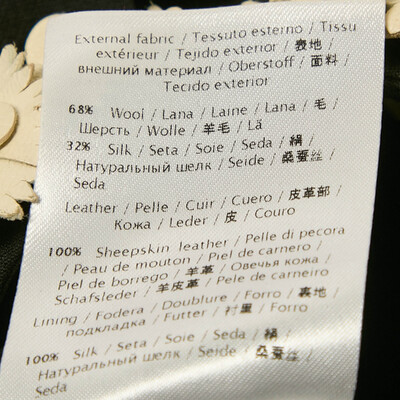 External fabric / Tessuto esterno / Tissu
extérieur / Tejido exterior / 表地 /
внешний материал / Oberstoff / 面料 /
Tecido exterior
68% Wool / Lana / Laine / Lana / 毛 /
Шерсть / Wolle / 羊毛 / Lã
32% Silk / Seta / Soie / Seda / 絹 /
Натуральный шелк / Seide / 桑蚕丝 /
Seda
Leather / Pelle / Cuir / Cuero / 皮革部 /
Кожа / Leder / 皮 / Couro
100% Sheepskin leather / Pelle di pecora
/ Peau de mouton / Piel de carnero /
Piel de borrego / 羊革 / Овечья кожа /
Schafsleder / 羊皮革 / Pele de carneiro
Lining / Fodera / Doublure / Forro / 裏地 /
подкладка / Futter / 衬里 / Forro
100% Silk / Seta / Soie / Seda / 絹 /
Натуральный шелк / Seide / 桑蚕丝 /
Seda